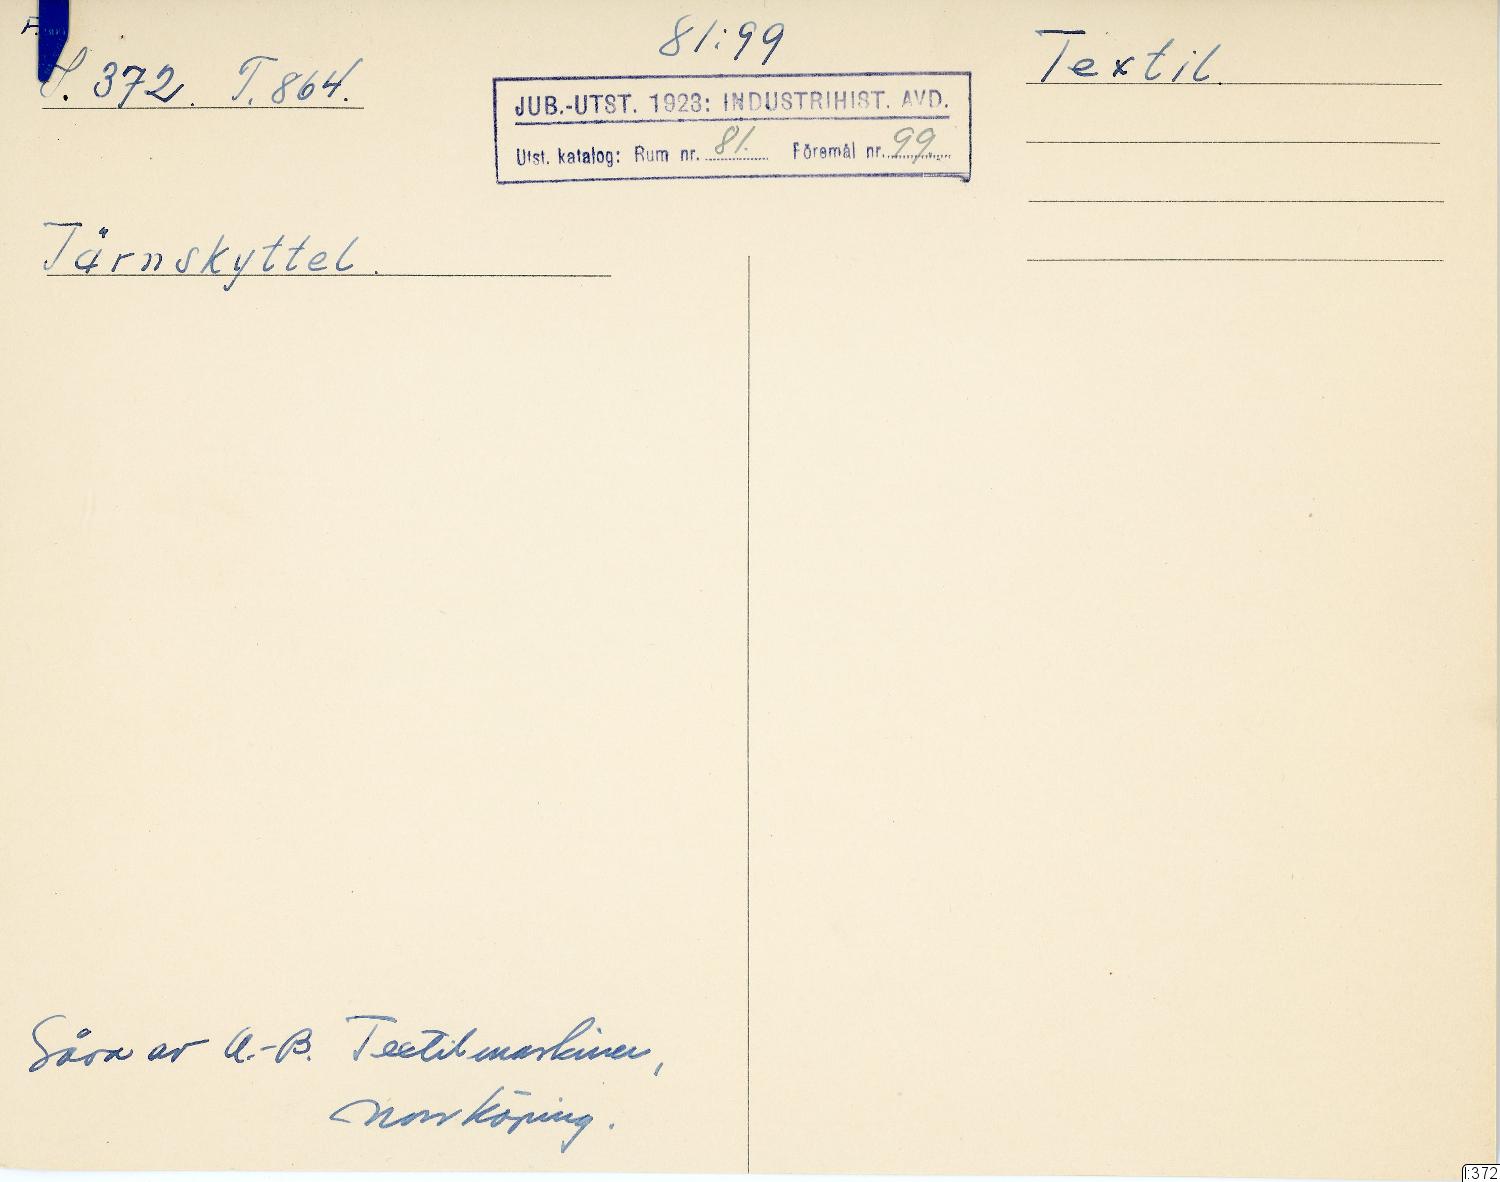 81:99
I. 372. T. 864.
Textil.
JUB.-UTST. 1923: INDUSTRIHIST. AVD.
Utst. katalog: Rum nr. 81. Föremål nr. 99
Tärnskyttel.
Gåva av A.-B. Textilmaskiner,
Norrköping.
I:372